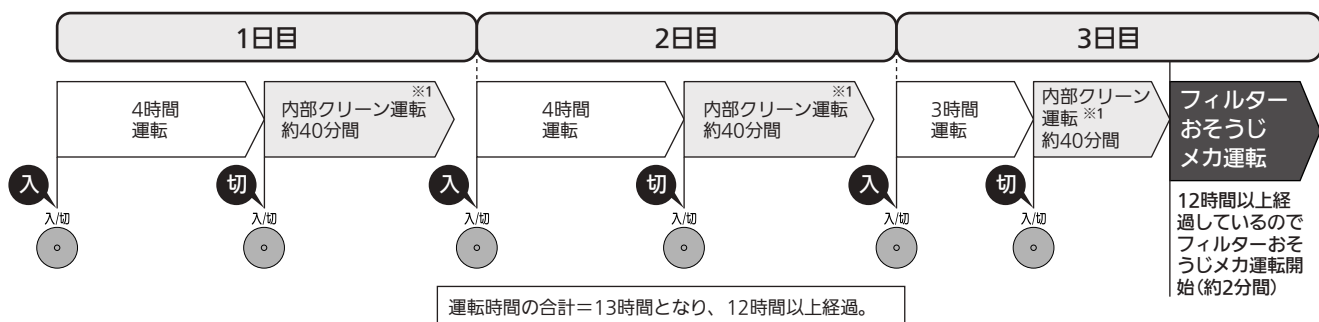 1日目
2日目
3日目
4時間
運転
内部クリーン運転※1
約40分間
4時間
運転
内部クリーン運転※1
約40分間
3時間
運転
内部クリーン
運転※1
約40分間
フィルター
おそうじ
メカ運転
入
切
入
切
入
切
入/切
入/切
入/切
入/切
入/切
入/切
12時間以上経
過しているので
フィルターおそ
うじメカ運転開
始(約2分間)
運転時間の合計＝13時間となり、12時間以上経過。